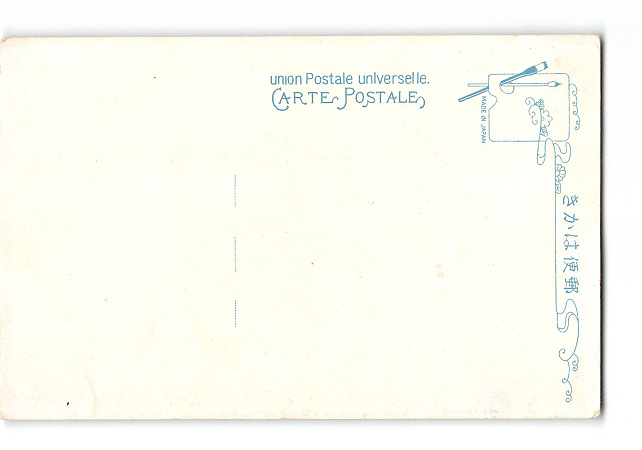 union Postale universelle.
CARTE POSTALE
MADE IN JAPAN
きかは便郵